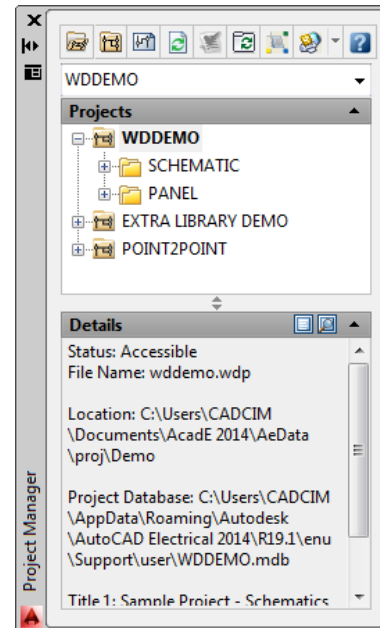 WDDEMO
Projects
WDDEMO
SCHEMATIC
PANEL
EXTRA LIBRARY DEMO
POINT2POINT
Details
Status: Accessible
File Name: wddemo.wdp
Location: C:\Users\CADCIM
\Documents\AcadE 2014\AeData
\proj\Demo
Project Database: C:\Users\CADCIM
\AppData\Roaming\Autodesk
\AutoCAD Electrical 2014\R19.1\enu
\Support\user\WDDEMO.mdb
Title 1: Sample Project - Schematics
Project Manager